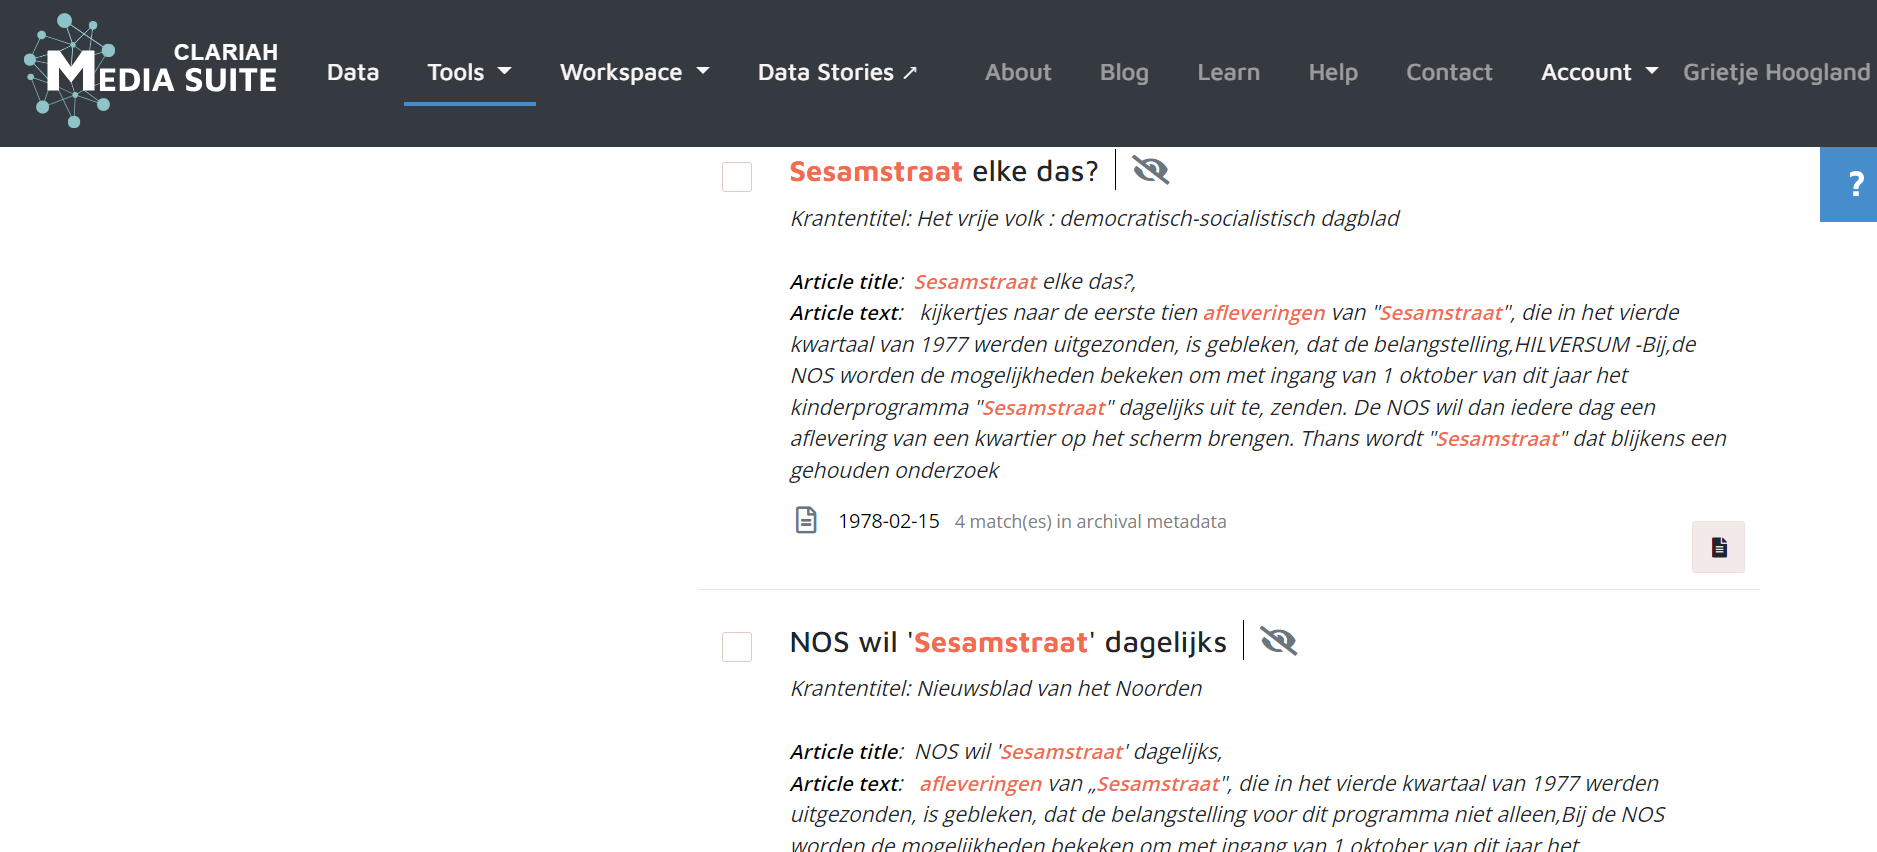 CLARIAH
MEDIA SUITE
Data Tools Workspace Data Stories ↗ About Blog Learn Help Contact Account Grietje Hoogland
?
Sesamstraat elke das?
Krantentitel: Het vrije volk : democratisch-socialistisch dagblad
Article title: Sesamstraat elke das?,
Article text: kijkertjes naar de eerste tien afleveringen van "Sesamstraat", die in het vierde
kwartaal van 1977 werden uitgezonden, is gebleken, dat de belangstelling,HILVERSUM -Bij,de
NOS worden de mogelijkheden bekeken om met ingang van 1 oktober van dit jaar het
kinderprogramma "Sesamstraat" dagelijks uit te, zenden. De NOS wil dan iedere dag een
aflevering van een kwartier op het scherm brengen. Thans wordt "Sesamstraat" dat blijkens een
gehouden onderzoek
1978-02-15 4 match(es) in archival metadata
NOS wil 'Sesamstraat' dagelijks
Krantentitel: Nieuwsblad van het Noorden
Article title: NOS wil 'Sesamstraat' dagelijks,
Article text: afleveringen van „Sesamstraat", die in het vierde kwartaal van 1977 werden
uitgezonden, is gebleken, dat de belangstelling voor dit programma niet alleen,Bij de NOS
worden de mogelijkheden bekeken om met ingang van 1 oktober van dit jaar het